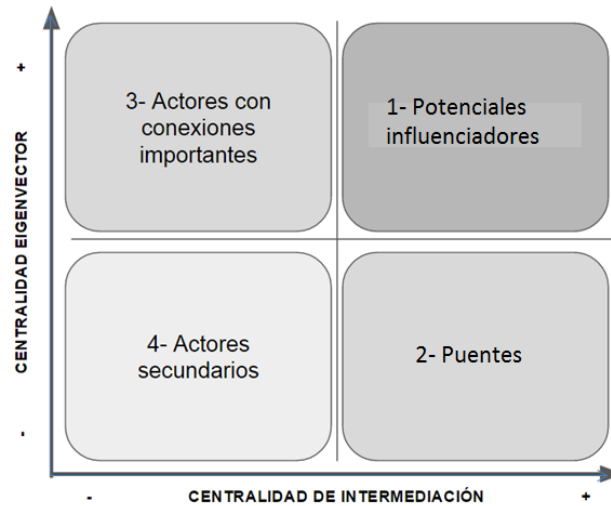 +
CENTRALIDAD EIGENVECTOR
-
3- Actores con
conexiones
importantes
1- Potenciales
influenciadores
4- Actores
secundarios
2- Puentes
-
CENTRALIDAD DE INTERMEDIACIÓN
+